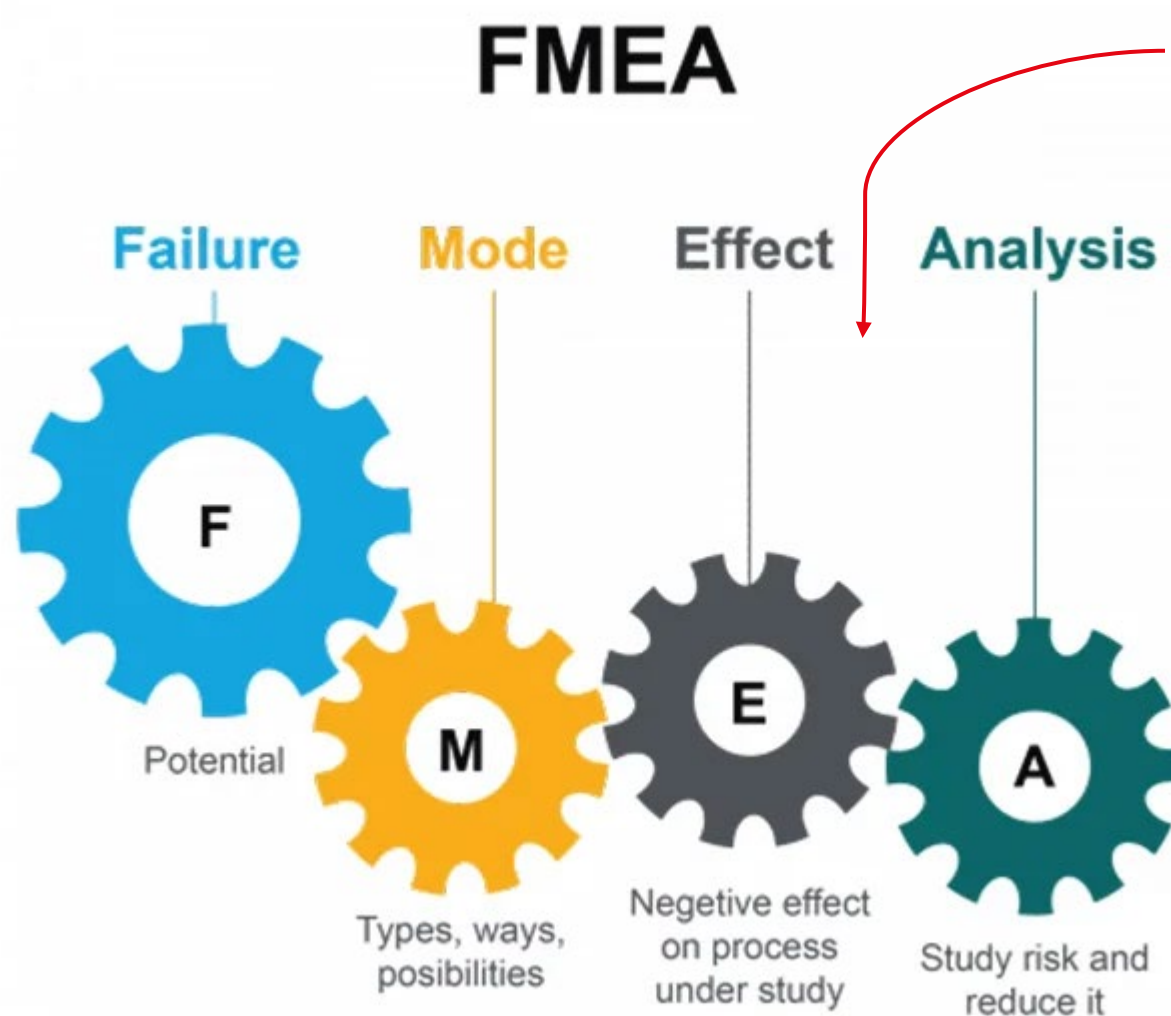 FMEA
Failure
Mode
Effect
Analysis
F
M
E
A
Potential
Types, ways,
posibilities
Negetive effect
on process
under study
Study risk and
reduce it